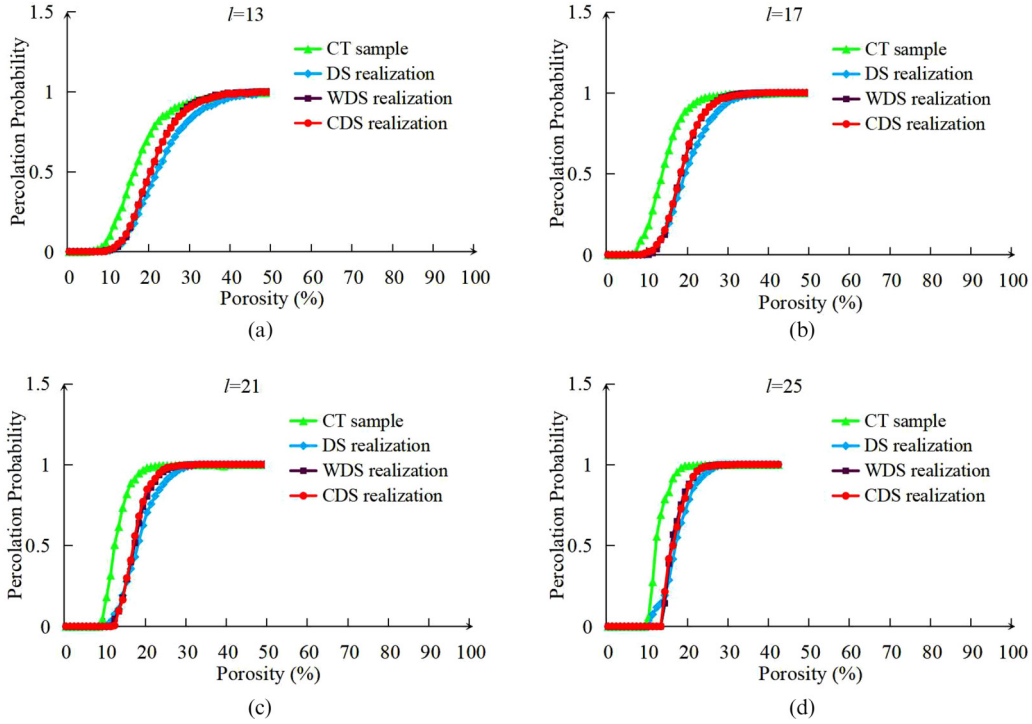 l=13
Percolation Probability
1.5
1
0.5
0
CT sample
DS realization
WDS realization
CDS realization
0 10 20 30 40 50 60 70 80 90 100
Porosity (%)
(a)
l=17
Percolation Probability
1.5
1
0.5
0
CT sample
DS realization
WDS realization
CDS realization
0 10 20 30 40 50 60 70 80 90 100
Porosity (%)
(b)
l=21
Percolation Probability
1.5
1
0.5
0
CT sample
DS realization
WDS realization
CDS realization
0 10 20 30 40 50 60 70 80 90 100
Porosity (%)
(c)
l=25
Percolation Probability
1.5
1
0.5
0
CT sample
DS realization
WDS realization
CDS realization
0 10 20 30 40 50 60 70 80 90 100
Porosity (%)
(d)